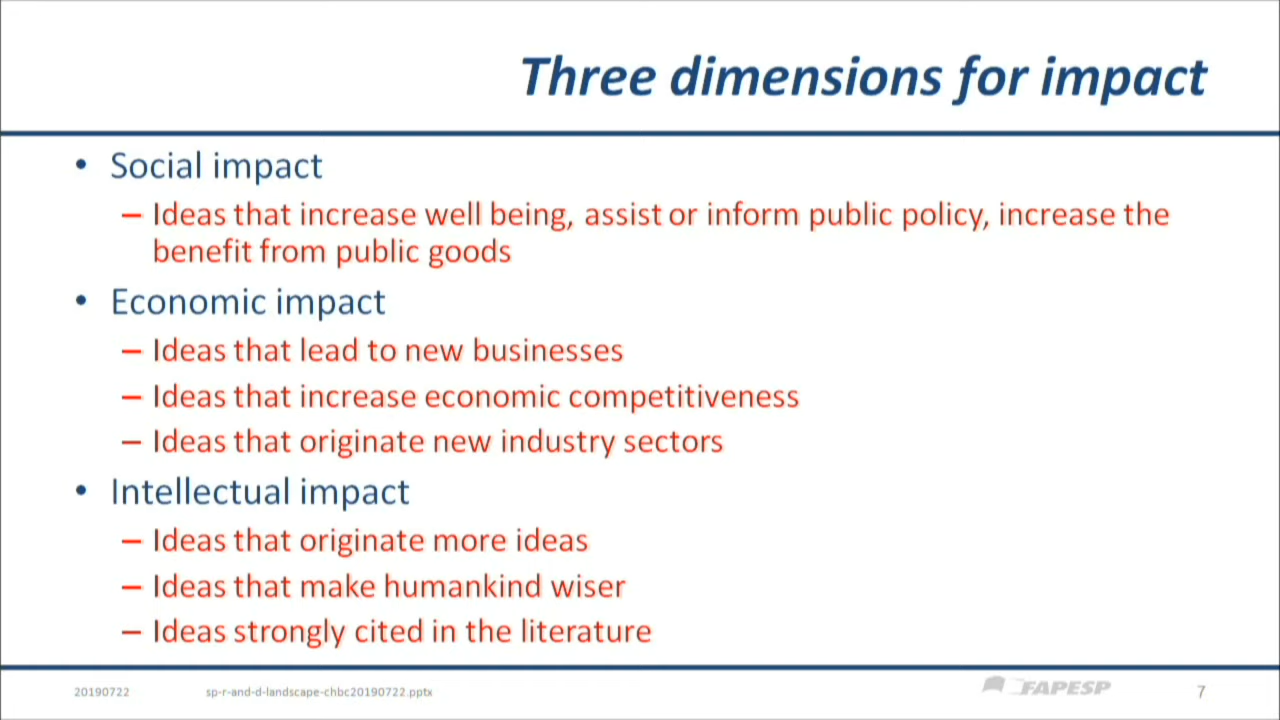 Three dimensions for impact
• Social impact
– Ideas that increase well being, assist or inform public policy, increase the
benefit from public goods
• Economic impact
– Ideas that lead to new businesses
– Ideas that increase economic competitiveness
– Ideas that originate new industry sectors
• Intellectual impact
– Ideas that originate more ideas
– Ideas that make humankind wiser
– Ideas strongly cited in the literature
20190722 sp-r-and-d-landscape-chbc20190722.pptx FAPESP 7